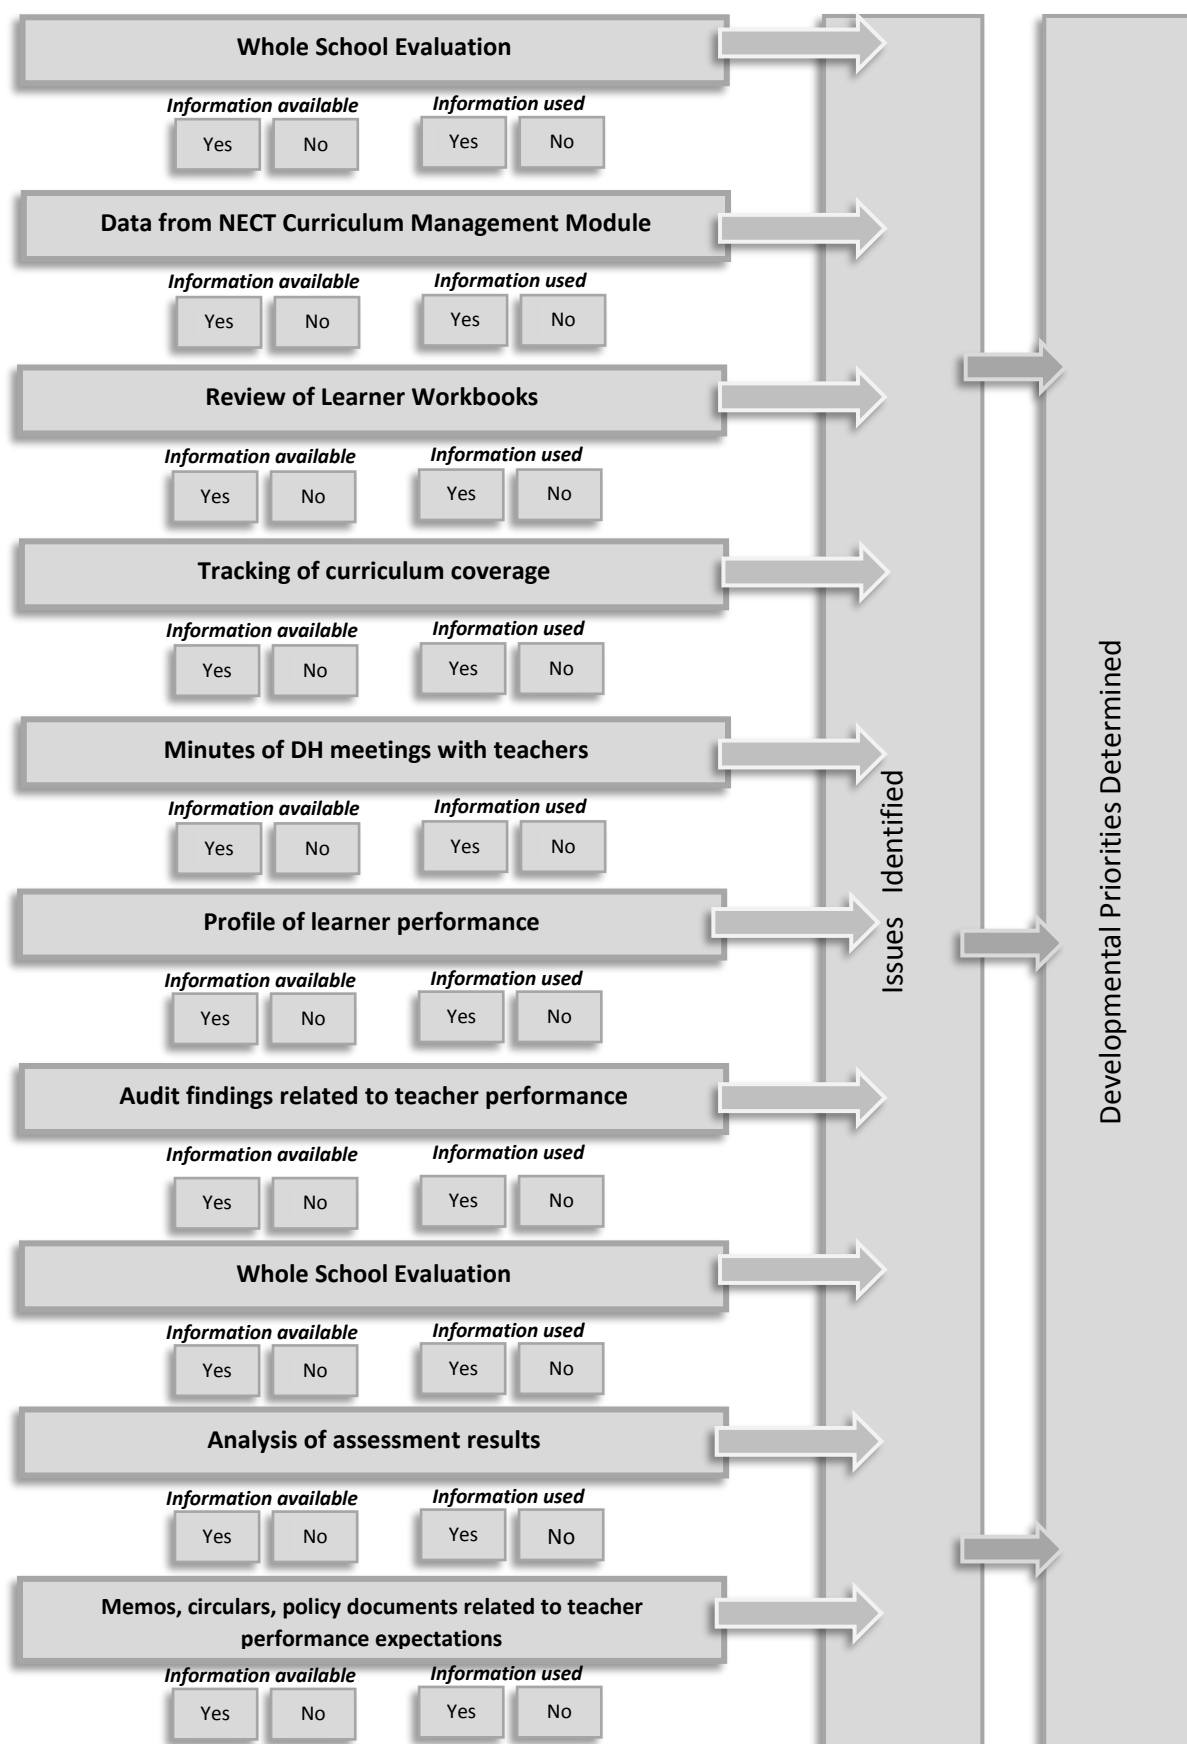 Whole School Evaluation
Information available Information used
Yes No Yes No
Data from NECT Curriculum Management Module
Information available Information used
Yes No Yes No
Review of Learner Workbooks
Information available Information used
Yes No Yes No
Tracking of curriculum coverage
Information available Information used
Yes No Yes No
Minutes of DH meetings with teachers
Information available Information used
Yes No Yes No
Profile of learner performance
Information available Information used
Yes No Yes No
Audit findings related to teacher performance
Information available Information used
Yes No Yes No
Whole School Evaluation
Information available Information used
Yes No Yes No
Analysis of assessment results
Information available Information used
Yes No Yes No
Memos, circulars, policy documents related to teacher
performance expectations
Information available Information used
Yes No Yes No
Issues Identified
Developmental Priorities Determined